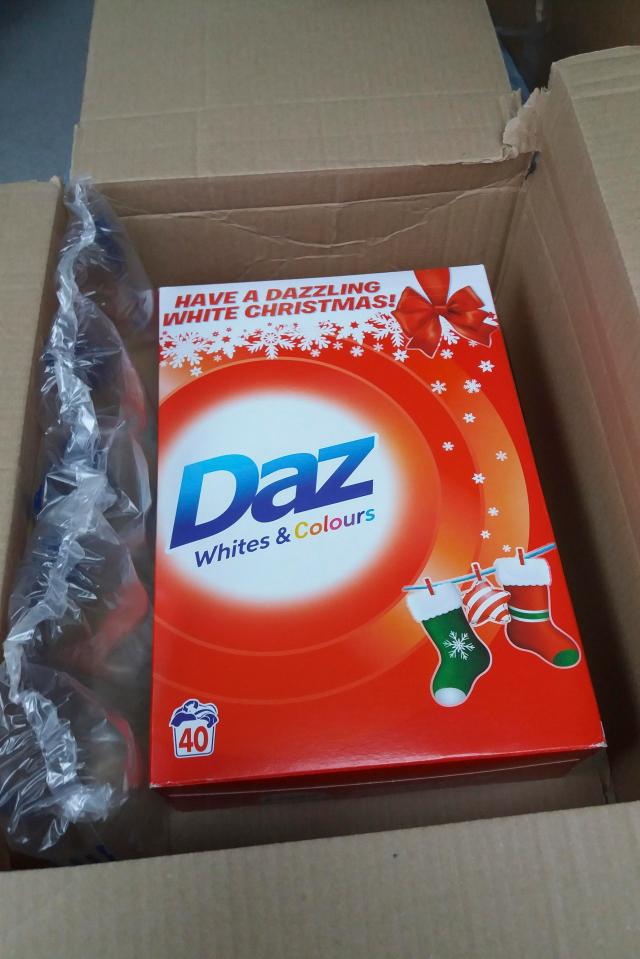 HAVE A DAZZLING
WHITE CHRISTMAS!
Daz
Whites & Colours
40